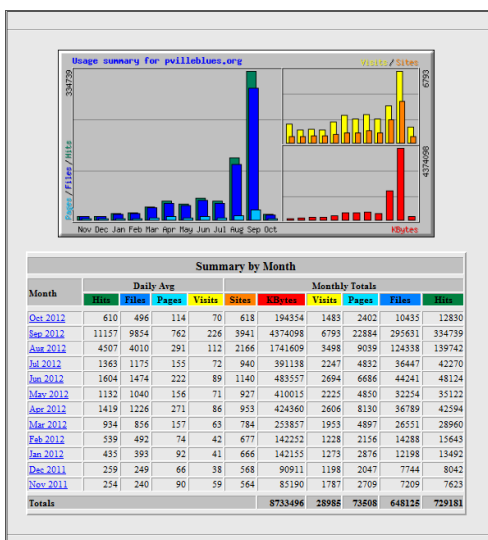 Usage summary for pvilleblues.org
Visits/Sites
334739
6793
Pages/Files/Hits
4374098
Nov Dec Jan Feb Mar Apr May Jun Jul Aug Sep Oct
KBytes
Summary by Month
Month Daily Avg Monthly Totals
Hits Files Pages Visits Sites KBytes Visits Pages Files Hits
Oct 2012 610 496 114 70 618 194354 1483 2402 10435 12830
Sep 2012 11157 9854 762 226 3941 4374098 6793 22884 295631 334739
Aug 2012 4507 4010 291 112 2166 1741609 3498 9039 124338 139742
Jul 2012 1363 1175 155 72 940 391138 2247 4832 36447 42270
Jun 2012 1604 1474 222 89 1140 483557 2694 6686 44241 48124
May 2012 1132 1040 156 71 927 410015 2225 4850 32254 35122
Apr 2012 1419 1226 271 86 953 424360 2606 8130 36789 42594
Mar 2012 934 856 157 63 784 253857 1953 4897 26551 28960
Feb 2012 539 492 74 42 677 142252 1228 2156 14288 15643
Jan 2012 435 393 92 41 666 142155 1273 2876 12198 13492
Dec 2011 259 249 66 38 568 90911 1198 2047 7744 8042
Nov 2011 254 240 90 59 564 85190 1787 2709 7209 7623
Totals 8733496 28985 73508 648125 729181